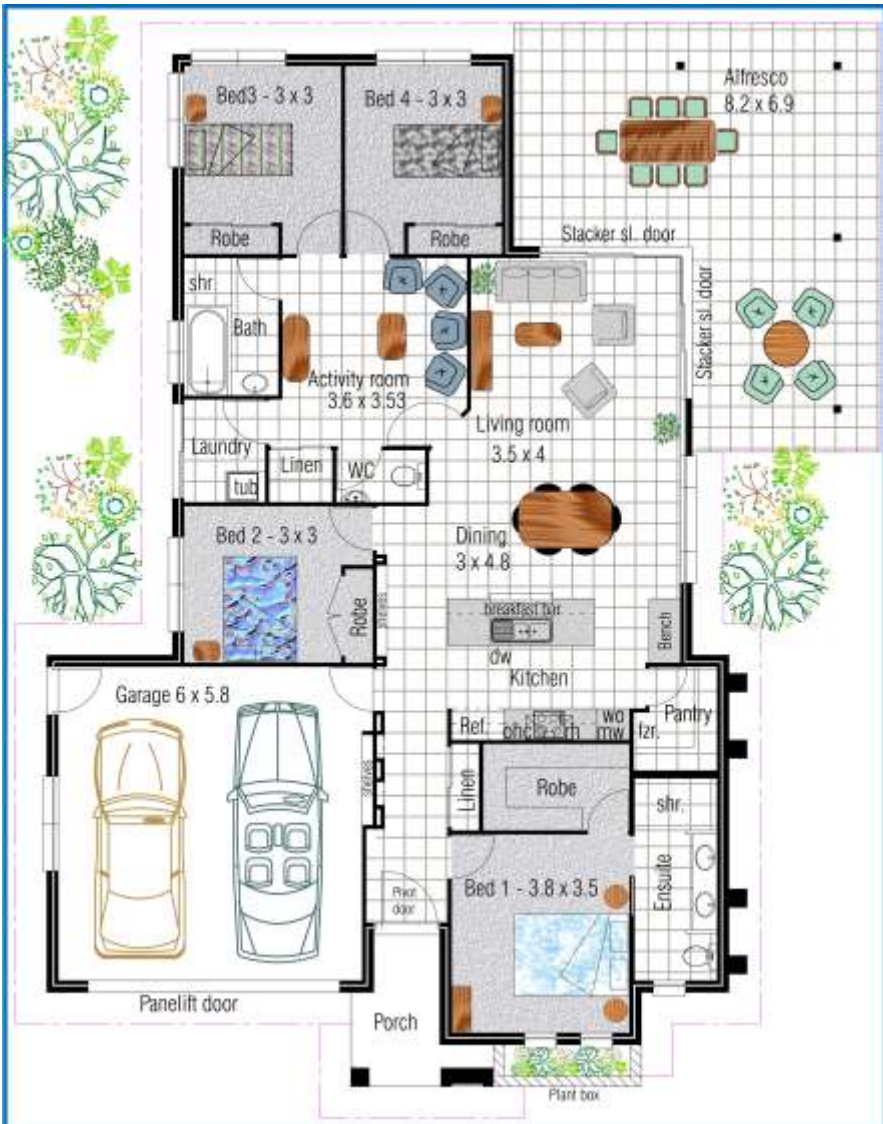 Bed3 - 3 x 3
Bed 4 - 3 x 3
Alfresco
8.2 x 6.9
Robe
Robe
Stacker sl. door
shr.
Bath
Stacker sl. door
Activity room
3.6 x 3.53
Living room
3.5 x 4
Laundry
Linen
WC
tub
Bed 2 - 3 x 3
Dining
3 x 4.8
Robe
shelves
breakfast bar
Bench
dw
Kitchen
Garage 6 x 5.8
Pantry
Ref.
ohc
rh
wo
mw
fzr.
shelves
Linen
Robe
shr.
Pivot
door
Bed 1 - 3.8 x 3.5
Ensuite
Panelift door
Porch
Plant box